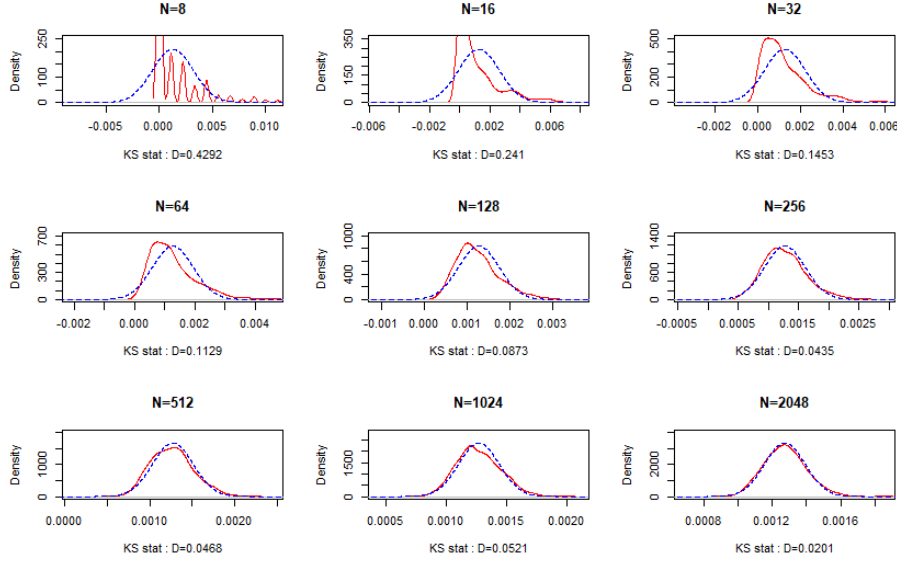 N=8 N=16 N=32
Density 0 100 250 Density 0 150 350 Density 0 200 500
-0.005 0.000 0.005 0.010 -0.006 -0.002 0.002 0.006 -0.002 0.000 0.002 0.004 0.006
KS stat : D=0.4292 KS stat : D=0.241 KS stat : D=0.1453
N=64 N=128 N=256
Density 0 300 700 Density 0 400 1000 Density 0 600 1400
-0.002 0.000 0.002 0.004 -0.001 0.000 0.001 0.002 0.003 -0.0005 0.0005 0.0015 0.0025
KS stat : D=0.1129 KS stat : D=0.0873 KS stat : D=0.0435
N=512 N=1024 N=2048
Density 0 1000 Density 0 1500 Density 0 2000
0.0000 0.0010 0.0020 0.0005 0.0010 0.0015 0.0020 0.0008 0.0012 0.0016
KS stat : D=0.0468 KS stat : D=0.0521 KS stat : D=0.0201